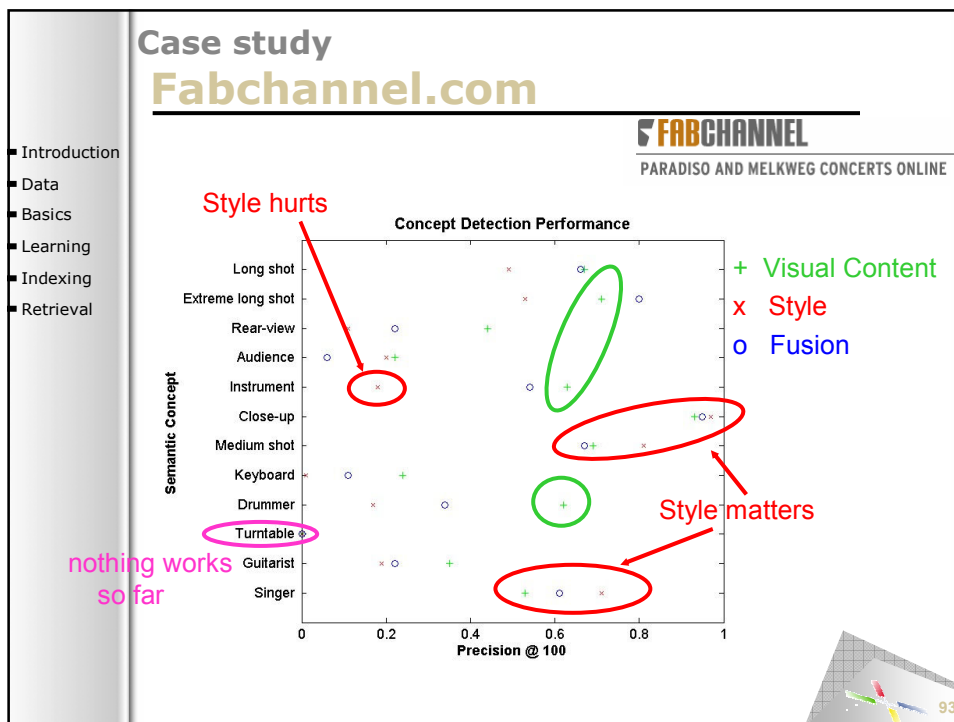 Case study
Fabchannel.com
Introduction
Data
Basics
Learning
Indexing
Retrieval
FABCHANNEL
PARADISO AND MELKWEG CONCERTS ONLINE
Style hurts
Concept Detection Performance
+ Visual Content
x Style
o Fusion
Semantic Concept
Long shot
Extreme long shot
Rear-view
Audience
Instrument
Close-up
Medium shot
Keyboard
Drummer
Turntable
Guitarist
Singer
Style matters
nothing works
so far
0 0.2 0.4 0.6 0.8 1
Precision @ 100
93